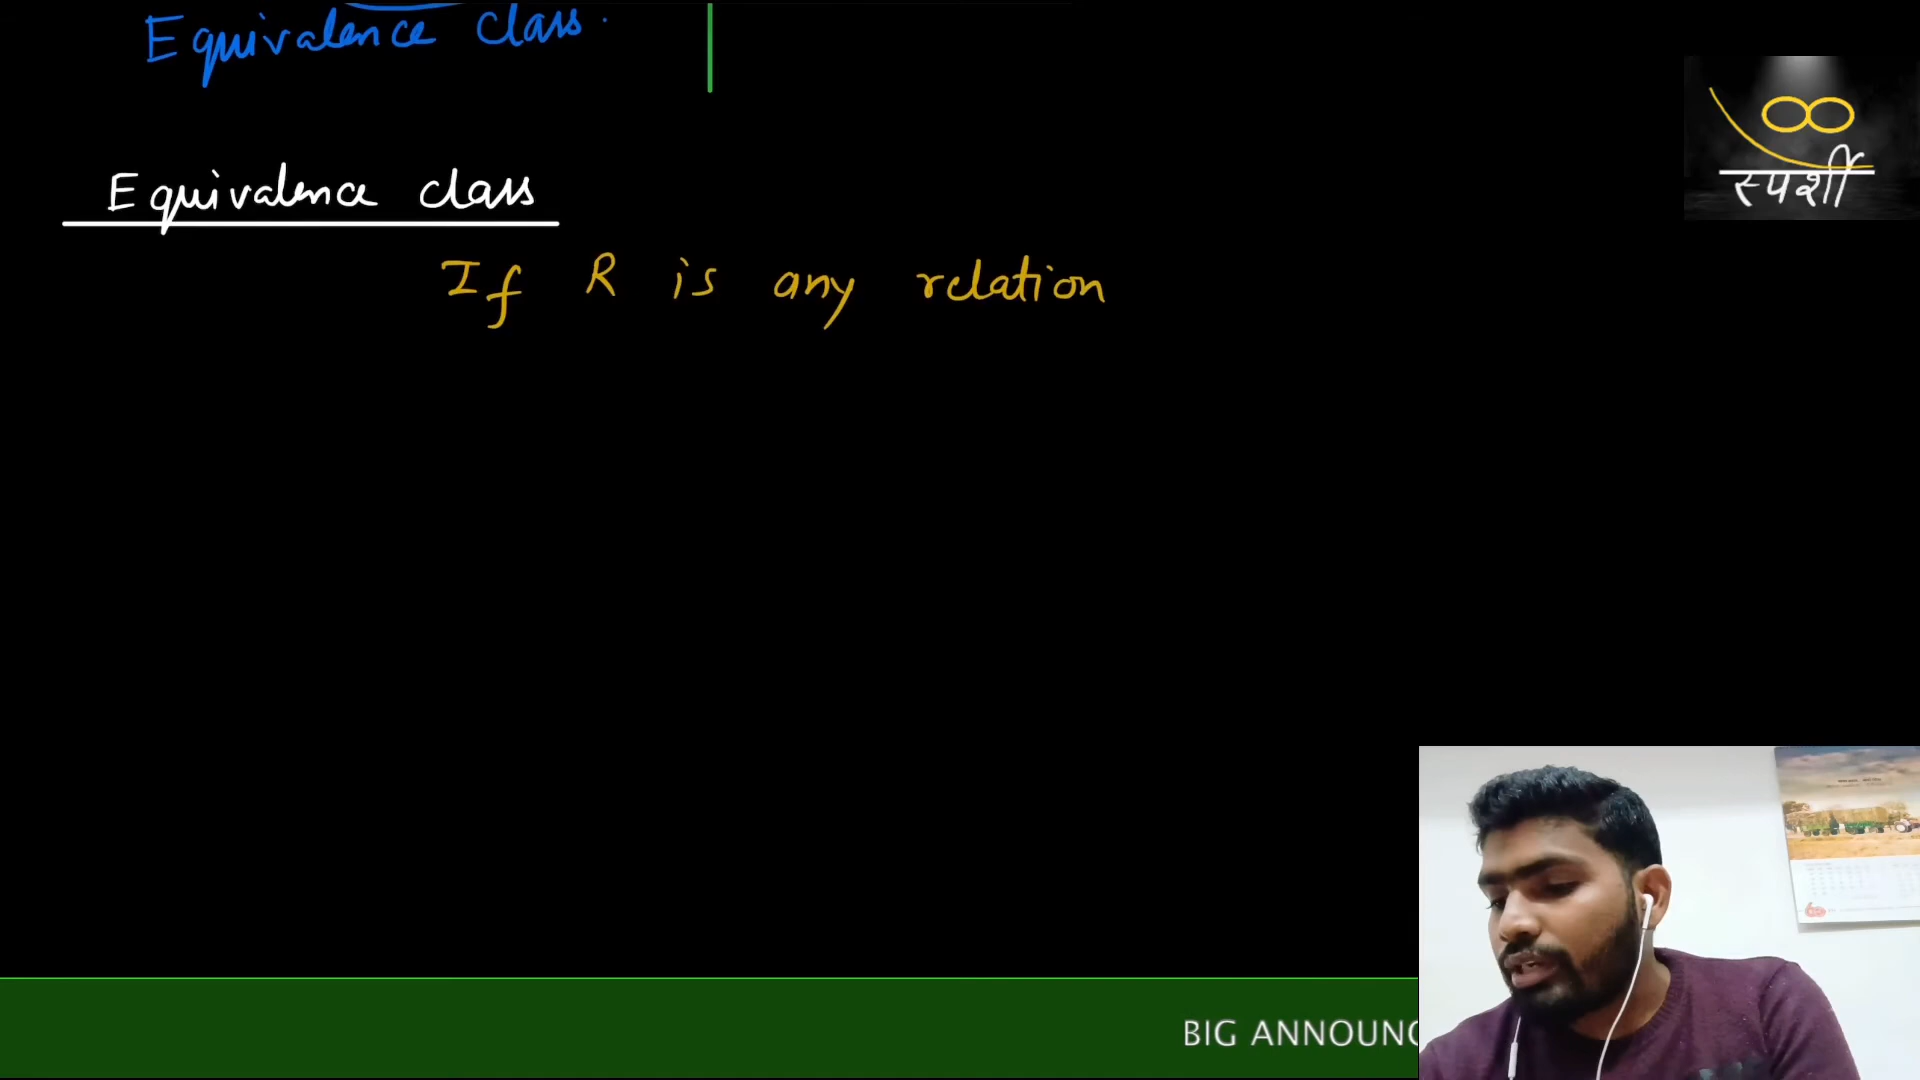 Equivalence class.
Equivalence class
If R is any relation
स्पर्शी
BIG ANNOUNC